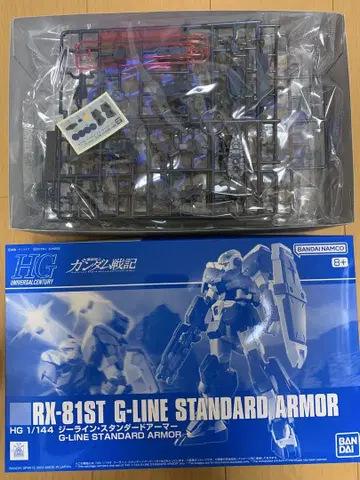 HG
UNIVERSAL CENTURY
ガンダム戦記
BANDAI NAMCO
8+
RX-81ST G-LINE STANDARD ARMOR
HG 1/144 ジーライン・スタンダードアーマー
G-LINE STANDARD ARMOR
BAN
DAI